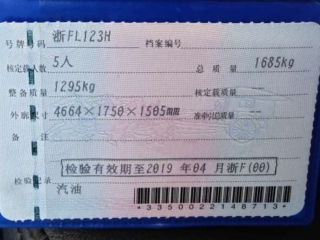 号牌号码 浙FL123H 档案编号
核定载人数 5人 总质量 1685kg
整备质量 1295kg 核定载质量
外廓尺寸 4664×1750×1505mm 准牵引总质量
备注
检验有效期至2019 年 04 月浙F(00)
检验记录
汽油
*3350022148713*